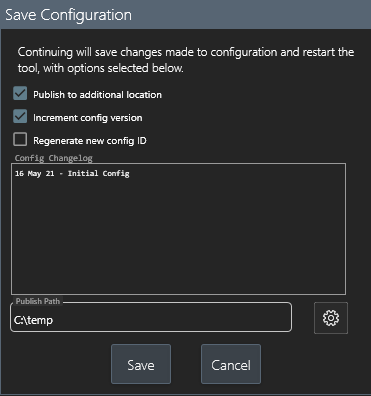 Save Configuration
Continuing will save changes made to configuration and restart the
tool, with options selected below.
Publish to additional location
Increment config version
Regenerate new config ID
Config Changelog
16 May 21 - Initial Config
Publish Path
C:\temp
Save
Cancel